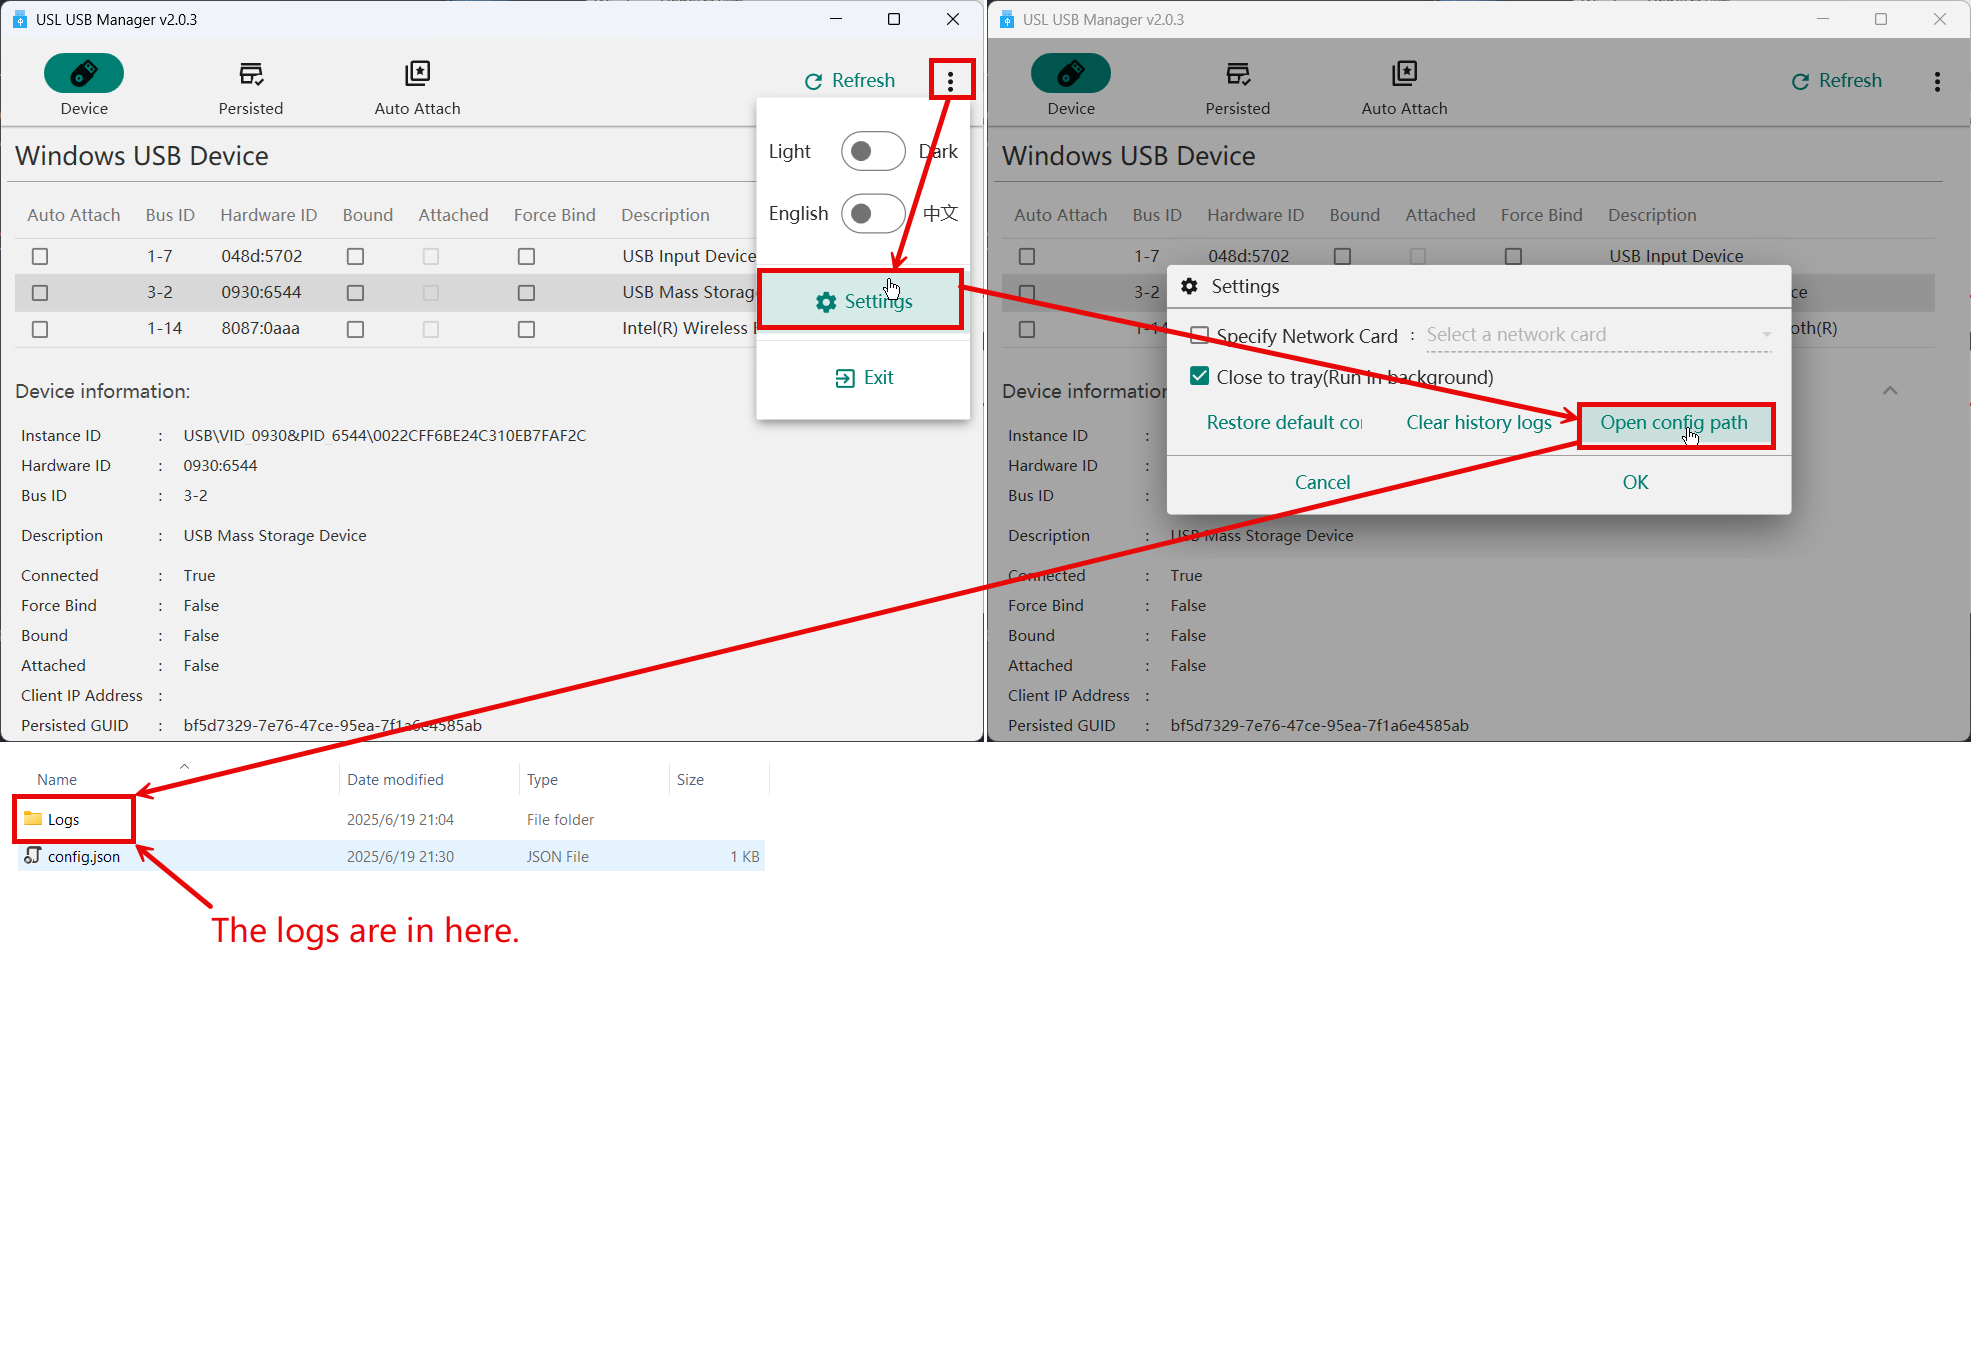 USL USB Manager v2.0.3
Device
Persisted
Auto Attach
Refresh
Light
Dark
English
中文
Settings
Exit
Windows USB Device
Auto Attach Bus ID Hardware ID Bound Attached Force Bind Description
1-7 048d:5702 USB Input Device
3-2 0930:6544 USB Mass Storag
1-14 8087:0aaa Intel(R) Wireless
Device information:
Instance ID : USB\VID_0930&PID_6544\0022CFF6BE24C310EB7FAF2C
Hardware ID : 0930:6544
Bus ID : 3-2
Description : USB Mass Storage Device
Connected : True
Force Bind : False
Bound : False
Attached : False
Client IP Address :
Persisted GUID : bf5d7329-7e76-47ce-95ea-7f1a6e4585ab
USL USB Manager v2.0.3
Device
Persisted
Auto Attach
Refresh
Windows USB Device
Auto Attach Bus ID Hardware ID Bound Attached Force Bind Description
1-7 048d:5702 USB Input Device
3-2 ce
1-14 oth(R)
Settings
Specify Network Card : Select a network card
Close to tray(Run in background)
Restore default co
Clear history logs
Open config path
Cancel
OK
Device information
Instance ID :
Hardware ID :
Bus ID :
Description : USB Mass Storage Device
Connected : True
Force Bind : False
Bound : False
Attached : False
Client IP Address :
Persisted GUID : bf5d7329-7e76-47ce-95ea-7f1a6e4585ab
Name Date modified Type Size
Logs 2025/6/19 21:04 File folder
config.json 2025/6/19 21:30 JSON File 1 KB
The logs are in here.